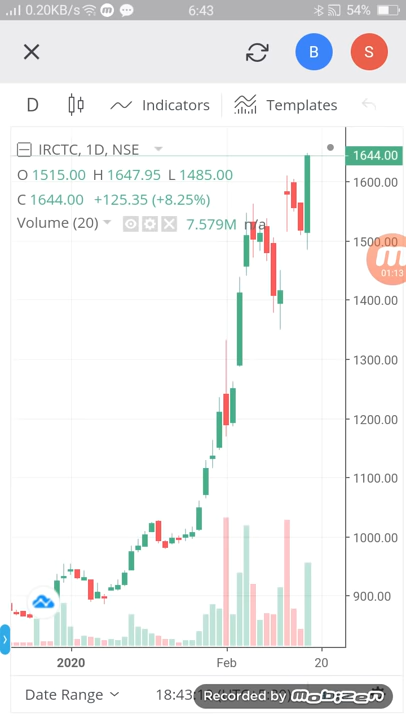 0.20KB/s 6:43 54%
B S
D Indicators Templates
IRCTC, 1D, NSE
1644.00
O 1515.00 H 1647.95 L 1485.00
C 1644.00 +125.35 (+8.25%)
1600.00
Volume (20) 7.579M n/a
1500.00
01:13
1400.00
1300.00
1200.00
1100.00
1000.00
900.00
2020 Feb 20
Date Range 18:43:1
Recorded by mobizen